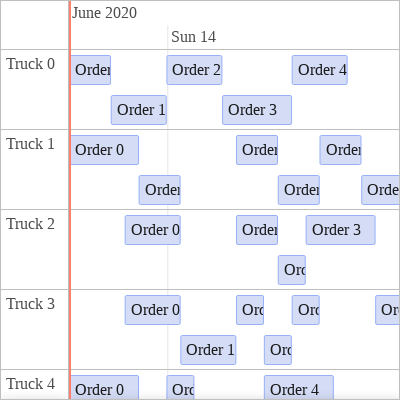 June 2020
Sun 14
Truck 0
Order
Order 2
Order 4
Order 1
Order 3
Truck 1
Order 0
Order
Order
Order
Order
Orde
Truck 2
Order 0
Order
Order 3
Ord
Truck 3
Order 0
Ord
Ord
Or
Order 1
Ord
Truck 4
Order 0
Ord
Order 4